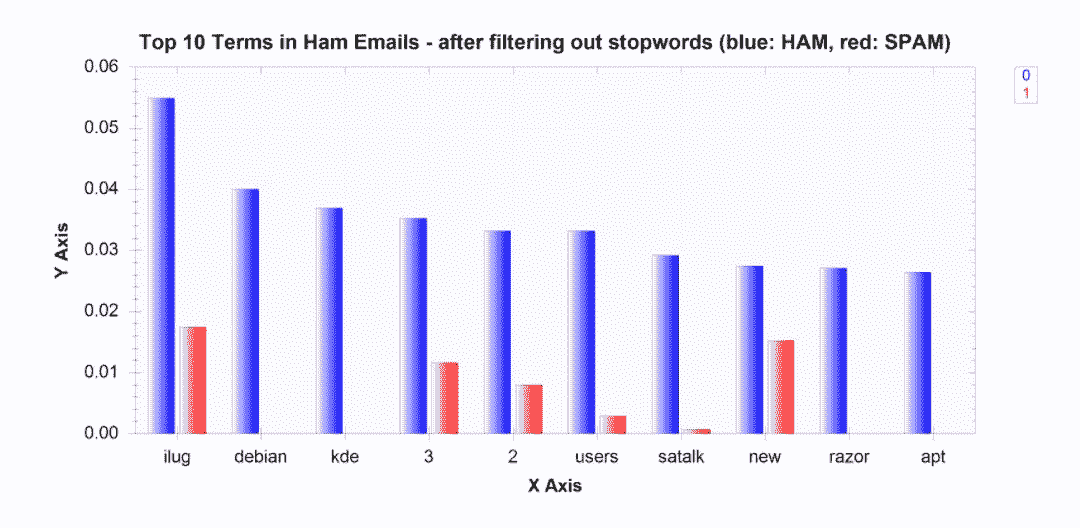 Top 10 Terms in Ham Emails - after filtering out stopwords (blue: HAM, red: SPAM)
0
1
Y Axis
0.06
0.05
0.04
0.03
0.02
0.01
0.00
ilug debian kde 3 2 users satalk new razor apt
X Axis